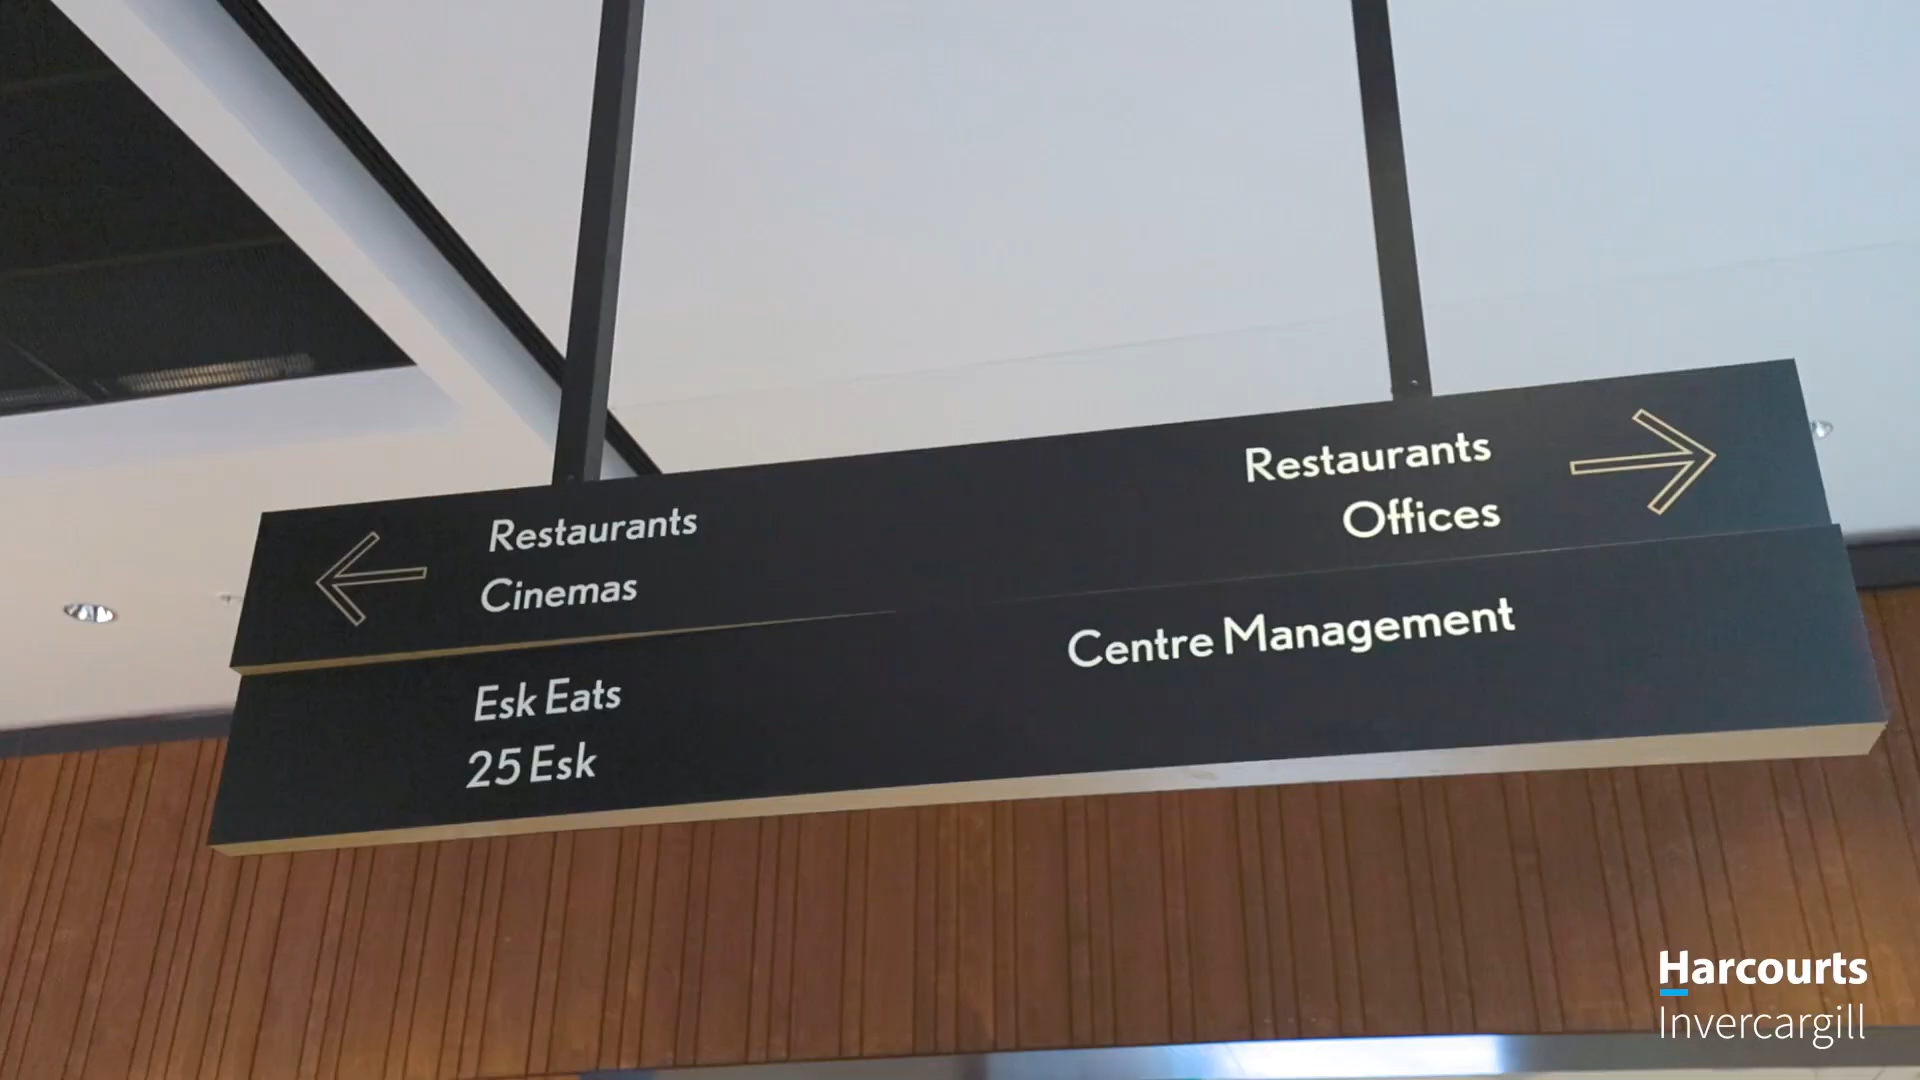 Restaurants
Cinemas
Esk Eats
25 Esk
Restaurants
Offices
Centre Management
Harcourts
Invercargill